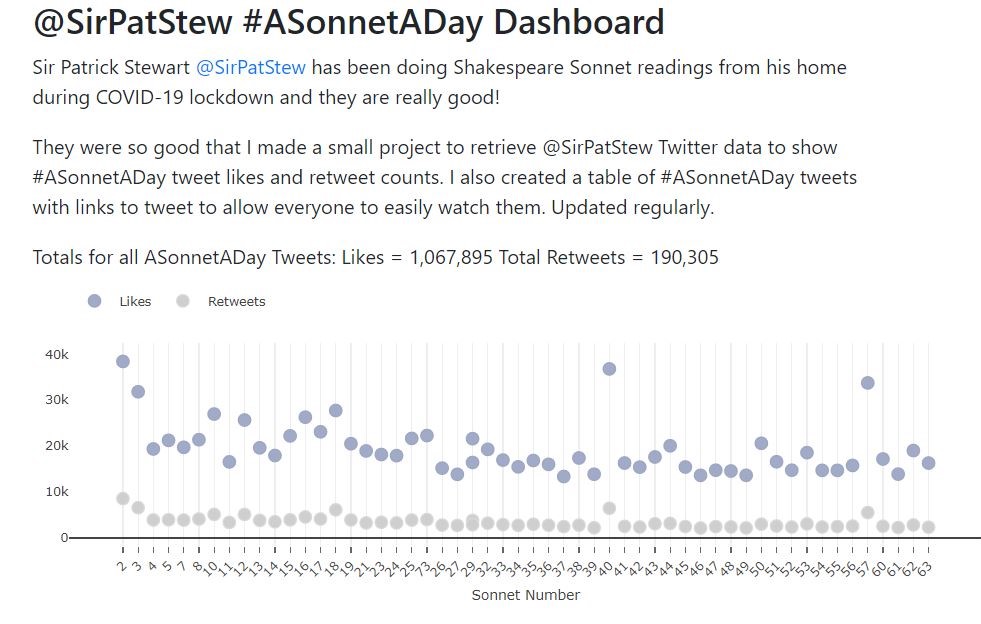 @SirPatStew #ASonnetADay Dashboard
Sir Patrick Stewart @SirPatStew has been doing Shakespeare Sonnet readings from his home
during COVID-19 lockdown and they are really good!
They were so good that I made a small project to retrieve @SirPatStew Twitter data to show
#ASonnetADay tweet likes and retweet counts. I also created a table of #ASonnetADay tweets
with links to tweet to allow everyone to easily watch them. Updated regularly.
Totals for all ASonnetADay Tweets: Likes = 1,067,895 Total Retweets = 190,305
Likes Retweets
40k
30k
20k
10k
0
2 3 4 5 7 8 10 11 12 13 14 15 16 17 18 19 21 23 24 25 73 26 27 29 32 33 34 35 36 37 38 39 40 41 42 43 44 45 46 47 48 49 50 51 52 53 54 55 56 57 60 61 62 63
Sonnet Number